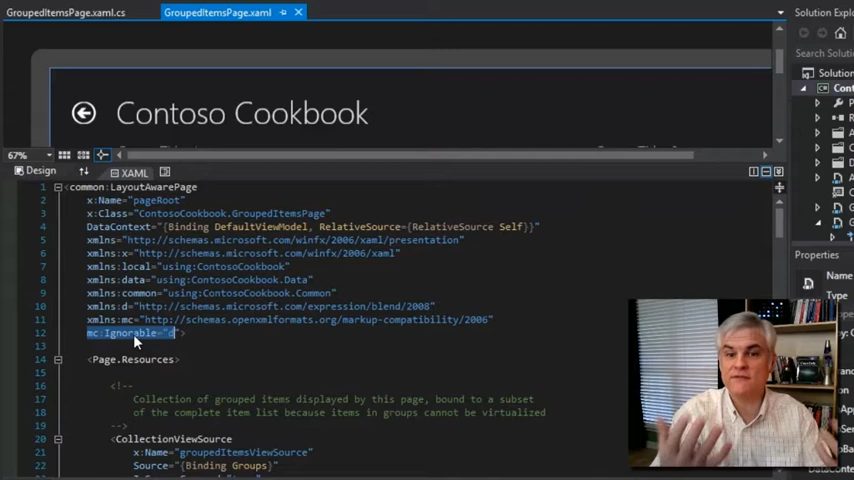 GroupedItemsPage.xaml.cs
GroupedItemsPage.xaml
Solution Explo
Search Solution
Solution
Cont
P
R
A
D
C
G
G
Contoso Cookbook
67%
Design
XAML
1 <common:LayoutAwarePage
2 x:Name="pageRoot"
3 x:Class="ContosoCookbook.GroupedItemsPage"
4 DataContext="{Binding DefaultViewModel, RelativeSource={RelativeSource Self}}"
5 xmlns="http://schemas.microsoft.com/winfx/2006/xaml/presentation"
6 xmlns:x="http://schemas.microsoft.com/winfx/2006/xaml"
7 xmlns:local="using:ContosoCookbook"
8 xmlns:data="using:ContosoCookbook.Data"
9 xmlns:common="using:ContosoCookbook.Common"
10 xmlns:d="http://schemas.microsoft.com/expression/blend/2008"
11 xmlns:mc="http://schemas.openxmlformats.org/markup-compatibility/2006"
12 mc:Ignorable="d">
13
14 <Page.Resources>
15
16 <!--
17 Collection of grouped items displayed by this page, bound to a subset
18 of the complete item list because items in groups cannot be virtualized
19 -->
20 <CollectionViewSource
21 x:Name="groupedItemsViewSource"
22 Source="{Binding Groups}"
Properties
Name
Type